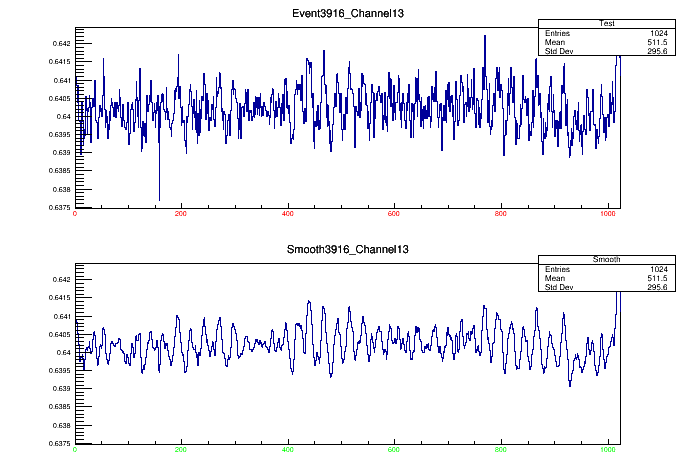 Event3916_Channel13
Test
Entries 1024
Mean 511.5
Std Dev 295.6
0.642
0.6415
0.641
0.6405
0.64
0.6395
0.639
0.6385
0.638
0.6375
0 200 400 600 800 1000
Smooth3916_Channel13
Smooth
Entries 1024
Mean 511.5
Std Dev 295.6
0.642
0.6415
0.641
0.6405
0.64
0.6395
0.639
0.6385
0.638
0.6375
0 200 400 600 800 1000